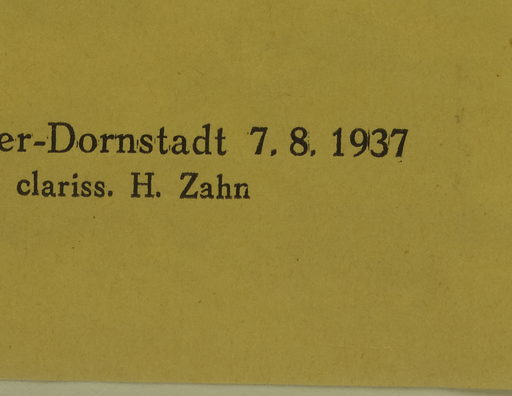 er-Dornstadt 7. 8. 1937
clariss. H. Zahn